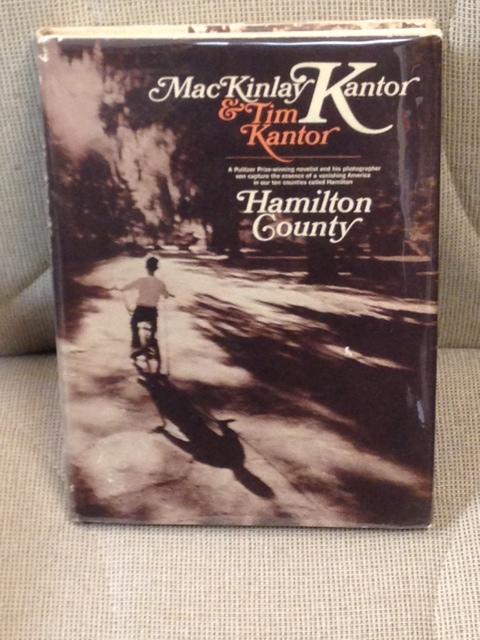 MacKinlay Kantor
& Tim
Kantor
A Pulitzer Prize-winning novelist and his photographer
son capture the essence of a vanishing America
in our ten counties called Hamilton
Hamilton
County